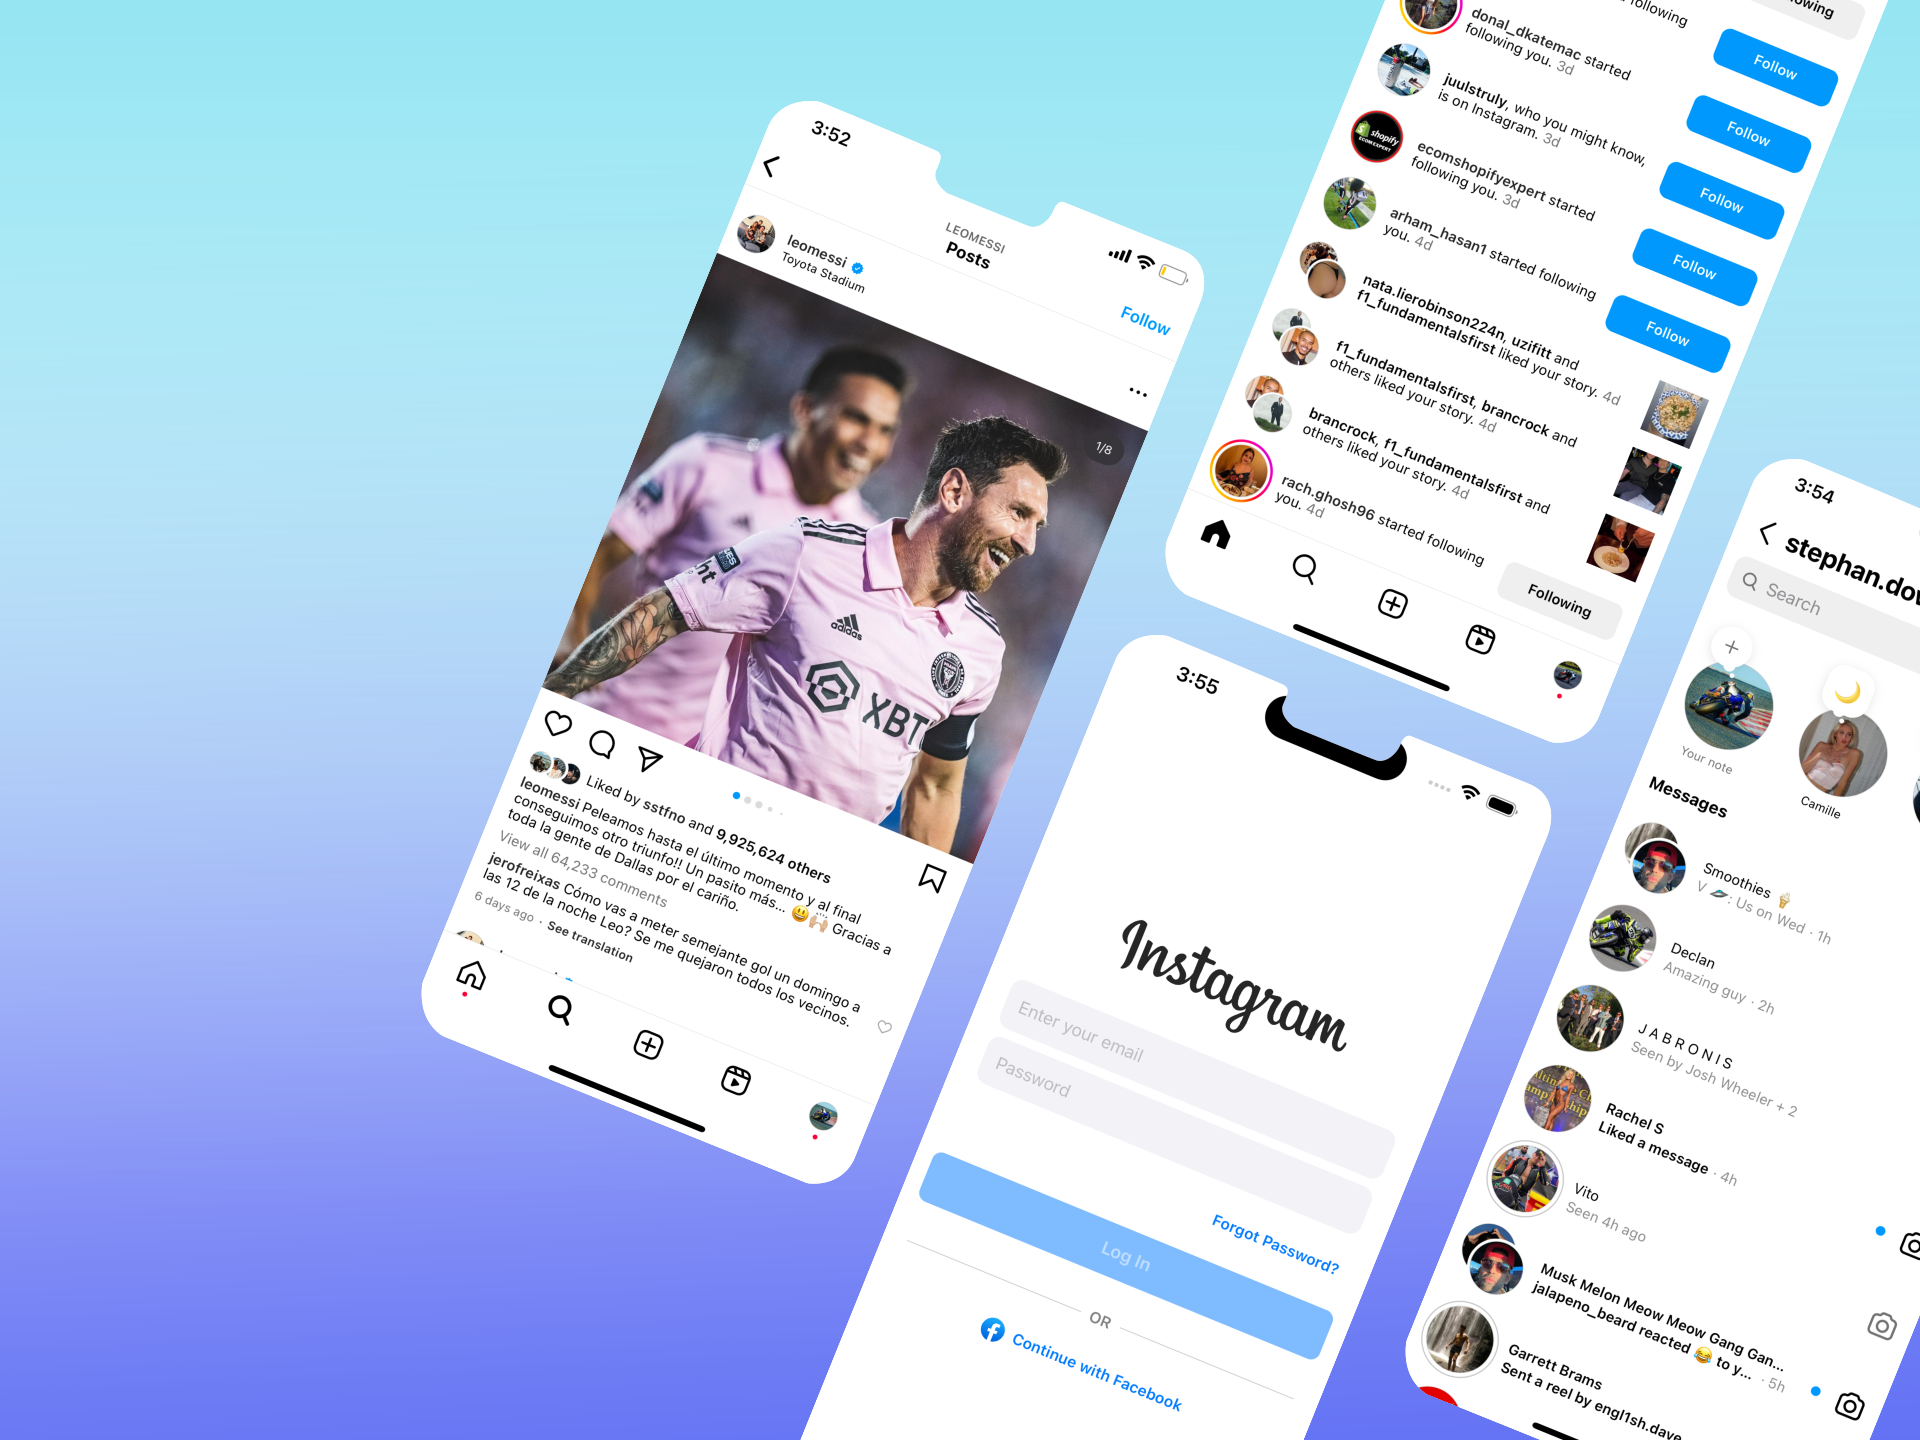 3:52
LEOMESSI
Posts
Follow
leomessi
Toyota Stadium
1/8
adidas
XBT
Liked by sstfno and 9,925,624 others
leomessi Peleamos hasta el último momento y al final
conseguimos otro triunfo!! Un pasito más... 😃🙌🏼 Gracias a
toda la gente de Dallas por el cariño.
View all 64,233 comments
jerofreixas Cómo vas a meter semejante gol un domingo a
las 12 de la noche Leo? Se me quejaron todos los vecinos.
6 days ago · See translation
following
donal_dkatemac started
following you. 3d
Follow
juulstruly, who you might know,
is on Instagram. 3d
Follow
shopify
ECOM EXPERT
ecomshopifyexpert started
following you. 3d
Follow
arham_hasan1 started following
you. 4d
Follow
nata.lierobinson224n, uzifitt and
f1_fundamentalsfirst liked your story. 4d
Follow
f1_fundamentalsfirst, brancrock and
others liked your story. 4d
brancrock, f1_fundamentalsfirst and
others liked your story. 4d
rach.ghosh96 started following
you. 4d
Following
3:55
Instagram
Enter your email
Password
Forgot Password?
Log In
OR
Continue with Facebook
3:54
stephan.dov
Search
Your note
Camille
Messages
Smoothies 🍦
V 🫦: Us on Wed · 1h
Declan
Amazing guy · 2h
J A B R O N I S
Seen by Josh Wheeler + 2
Rachel S
Liked a message · 4h
Vito
Seen 4h ago
Musk Melon Meow Meow Gang Gan...
jalapeno_beard reacted 😂 to y... · 5h
Garrett Brams
Sent a reel by engl1sh.dave